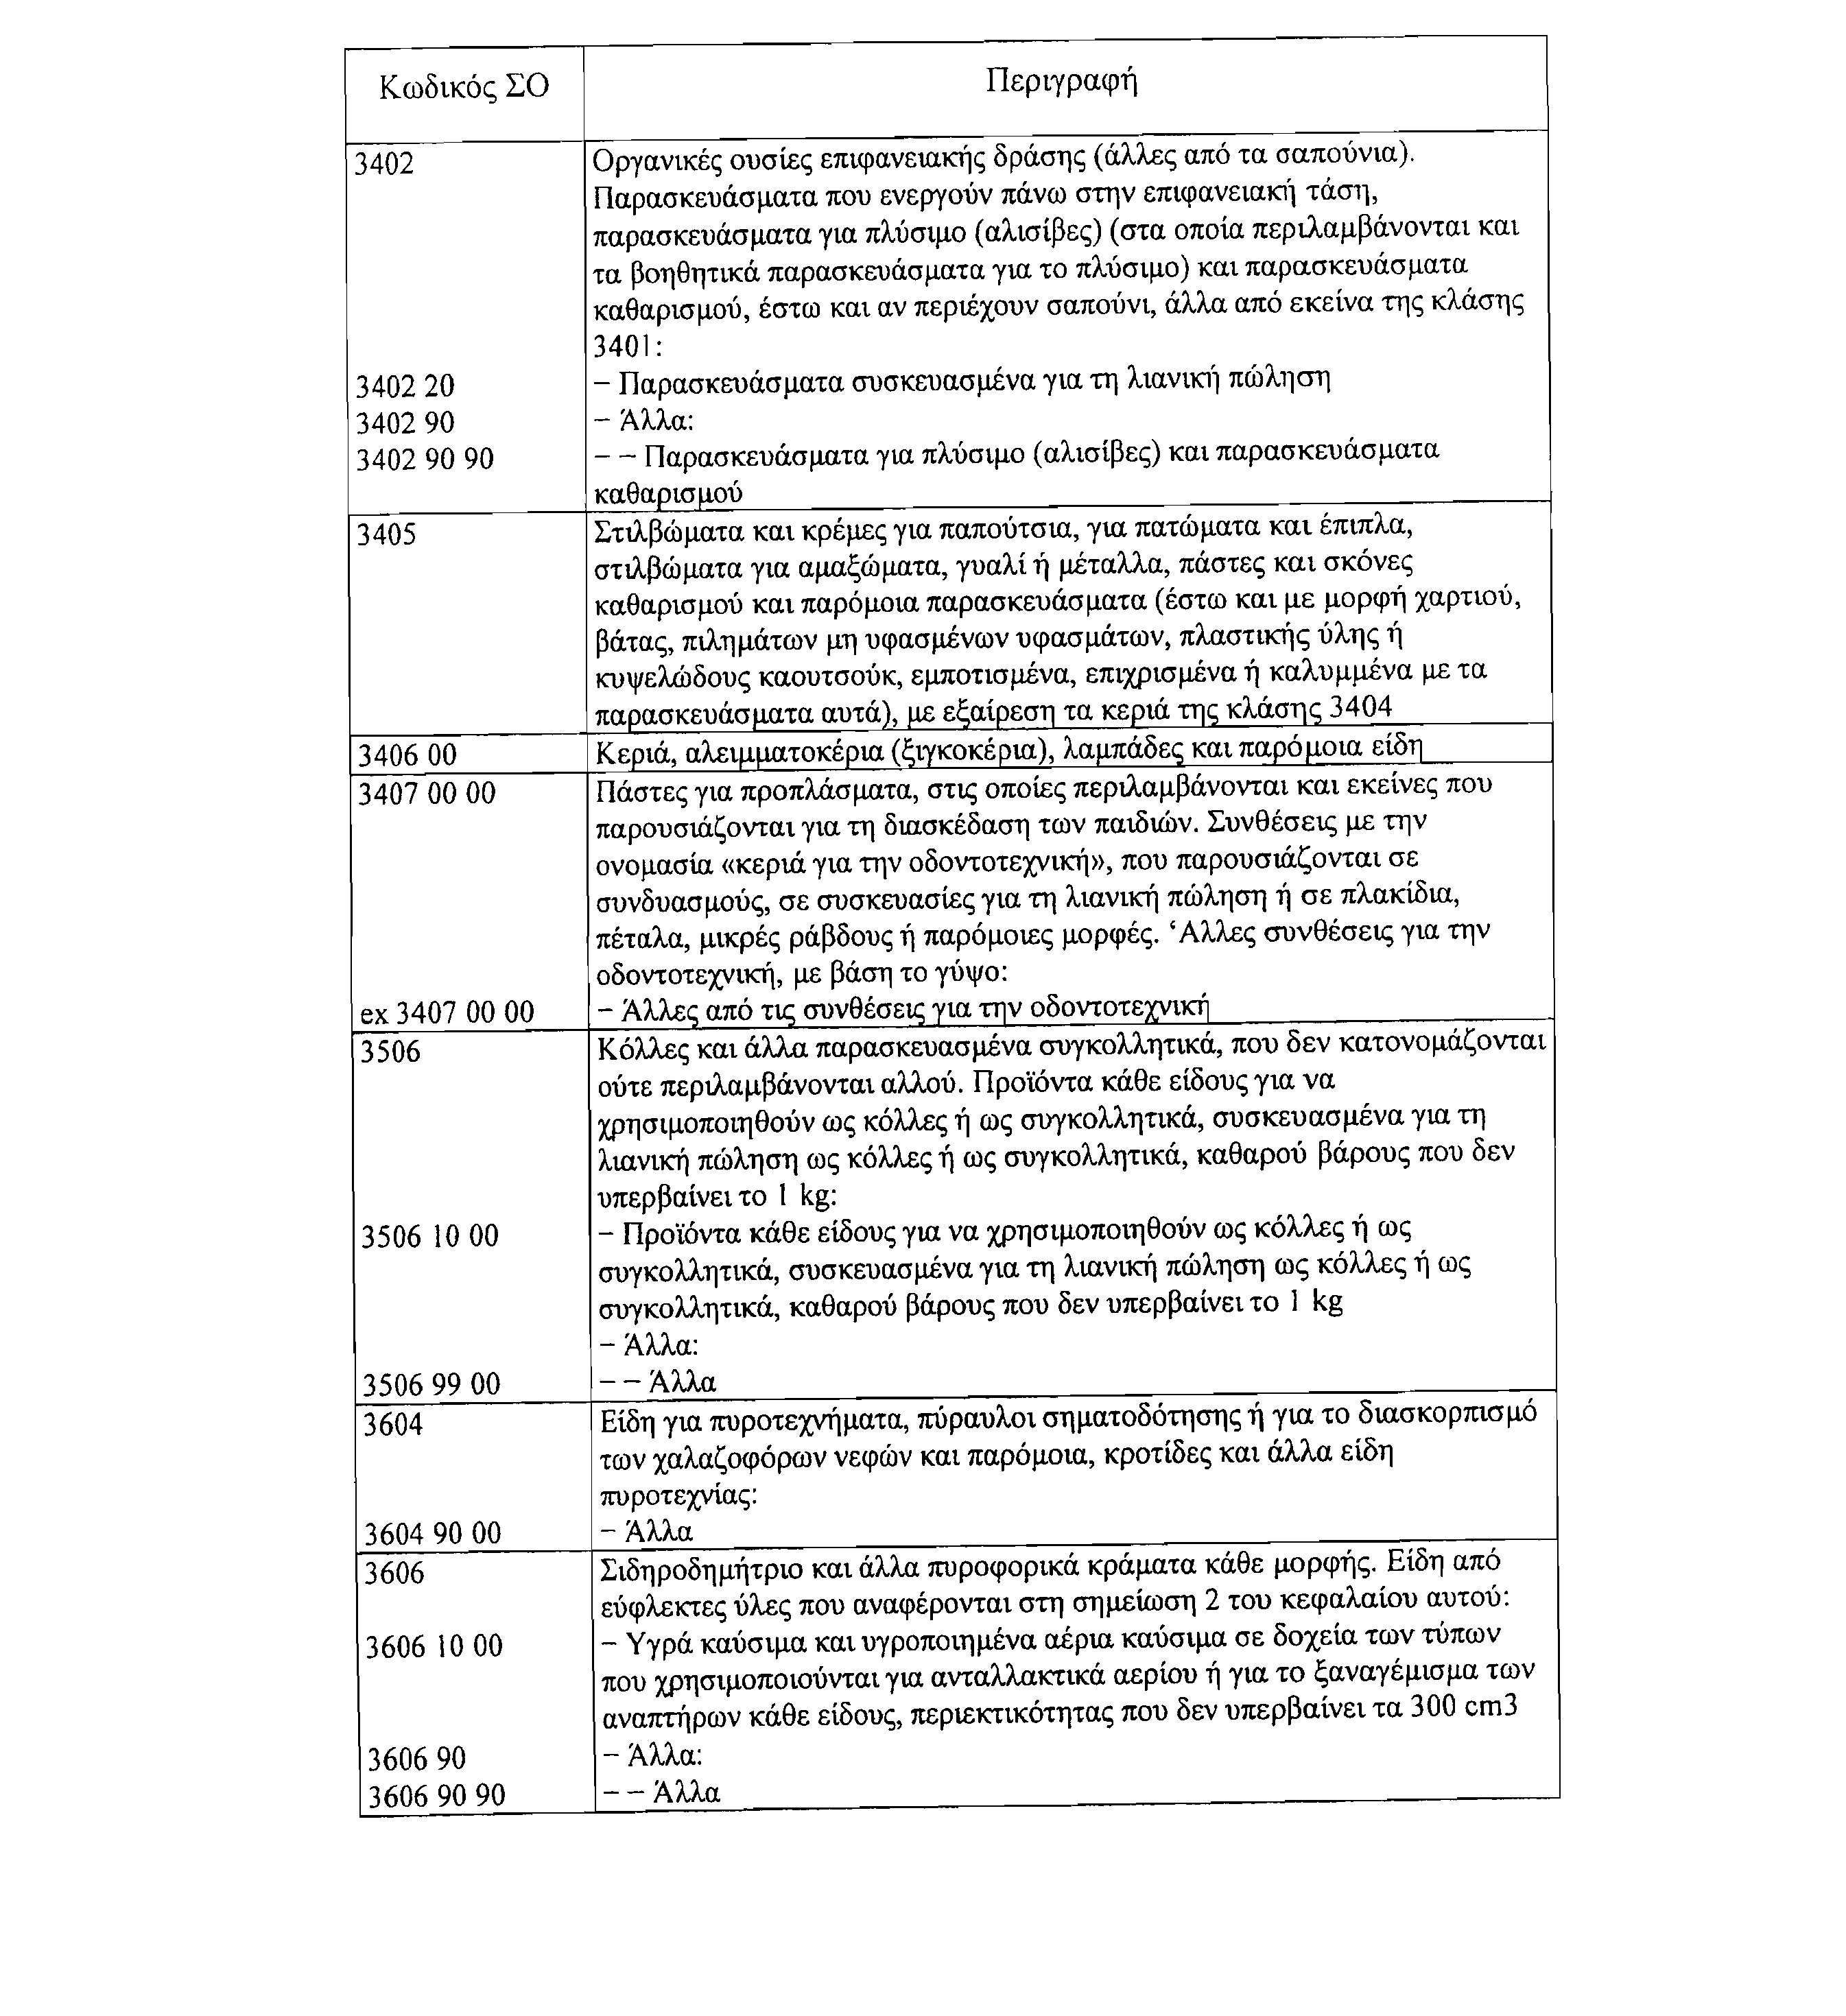 Κωδικός ΣΟ Περιγραφή
3402 Οργανικές ουσίες επιφανειακής δράσης (άλλες από τα σαπούνια).
Παρασκευάσματα που ενεργούν πάνω στην επιφανειακή τάση,
παρασκευάσματα για πλύσιμο (αλισίβες) (στα οποία περιλαμβάνονται και
τα βοηθητικά παρασκευάσματα για το πλύσιμο) και παρασκευάσματα
καθαρισμού, έστω και αν περιέχουν σαπούνι, άλλα από εκείνα της κλάσης
3401:
3402 20 – Παρασκευάσματα συσκευασμένα για τη λιανική πώληση
3402 90 – Άλλα:
3402 90 90 – – Παρασκευάσματα για πλύσιμο (αλισίβες) και παρασκευάσματα
καθαρισμού
3405 Στιλβώματα και κρέμες για παπούτσια, για πατώματα και έπιπλα,
στιλβώματα για αμαξώματα, γυαλί ή μέταλλα, πάστες και σκόνες
καθαρισμού και παρόμοια παρασκευάσματα (έστω και με μορφή χαρτιού,
βάτας, πιλημάτων μη υφασμένων υφασμάτων, πλαστικής ύλης ή
κυψελώδους καουτσούκ, εμποτισμένα, επιχρισμένα ή καλυμμένα με τα
παρασκευάσματα αυτά), με εξαίρεση τα κεριά της κλάσης 3404
3406 00 Κεριά, αλειμματοκέρια (ξιγκοκέρια), λαμπάδες και παρόμοια είδη
3407 00 00 Πάστες για προπλάσματα, στις οποίες περιλαμβάνονται και εκείνες που
παρουσιάζονται για τη διασκέδαση των παιδιών. Συνθέσεις με την
ονομασία «κεριά για την οδοντοτεχνική», που παρουσιάζονται σε
συνδυασμούς, σε συσκευασίες για τη λιανική πώληση ή σε πλακίδια,
πέταλα, μικρές ράβδους ή παρόμοιες μορφές. ‘Αλλες συνθέσεις για την
οδοντοτεχνική, με βάση το γύψο:
ex 3407 00 00 – Άλλες από τις συνθέσεις για την οδοντοτεχνική
3506 Κόλλες και άλλα παρασκευασμένα συγκολλητικά, που δεν κατονομάζονται
ούτε περιλαμβάνονται αλλού. Προϊόντα κάθε είδους για να
χρησιμοποιηθούν ως κόλλες ή ως συγκολλητικά, συσκευασμένα για τη
λιανική πώληση ως κόλλες ή ως συγκολλητικά, καθαρού βάρους που δεν
υπερβαίνει το 1 kg:
3506 10 00 – Προϊόντα κάθε είδους για να χρησιμοποιηθούν ως κόλλες ή ως
συγκολλητικά, συσκευασμένα για τη λιανική πώληση ως κόλλες ή ως
συγκολλητικά, καθαρού βάρους που δεν υπερβαίνει το 1 kg
– Άλλα:
3506 99 00 – – Άλλα
3604 Είδη για πυροτεχνήματα, πύραυλοι σηματοδότησης ή για το διασκορπισμό
των χαλαζοφόρων νεφών και παρόμοια, κροτίδες και άλλα είδη
πυροτεχνίας:
3604 90 00 – Άλλα
3606 Σιδηροδημήτριο και άλλα πυροφορικά κράματα κάθε μορφής. Είδη από
εύφλεκτες ύλες που αναφέρονται στη σημείωση 2 του κεφαλαίου αυτού:
3606 10 00 – Υγρά καύσιμα και υγροποιημένα αέρια καύσιμα σε δοχεία των τύπων
που χρησιμοποιούνται για ανταλλακτικά αερίου ή για το ξαναγέμισμα των
αναπτήρων κάθε είδους, περιεκτικότητας που δεν υπερβαίνει τα 300 cm3
3606 90 – Άλλα:
3606 90 90 – – Άλλα